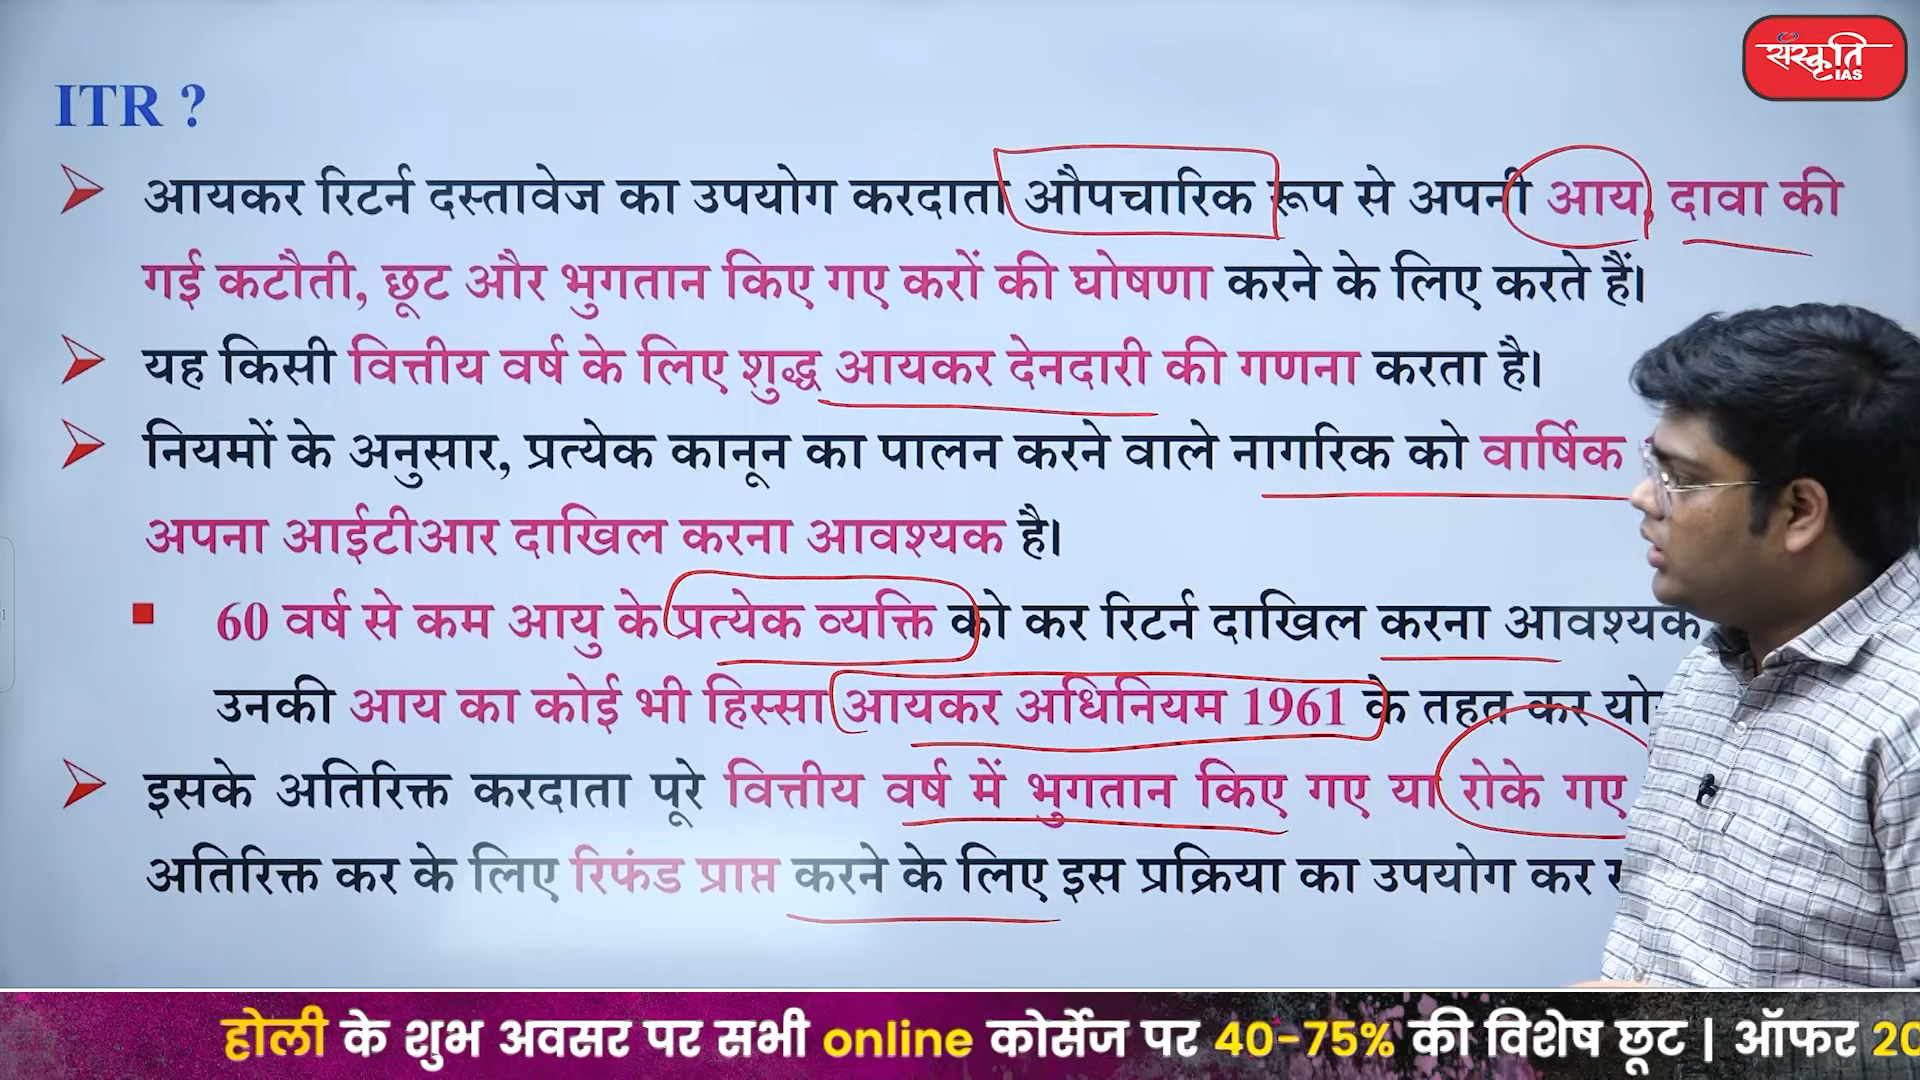 संस्कृति
IAS
ITR ?
आयकर रिटर्न दस्तावेज का उपयोग करदाता औपचारिक रूप से अपनी आय, दावा की
गई कटौती, छूट और भुगतान किए गए करों की घोषणा करने के लिए करते हैं।
यह किसी वित्तीय वर्ष के लिए शुद्ध आयकर देनदारी की गणना करता है।
नियमों के अनुसार, प्रत्येक कानून का पालन करने वाले नागरिक को वार्षिक
अपना आईटीआर दाखिल करना आवश्यक है।
60 वर्ष से कम आयु के प्रत्येक व्यक्ति को कर रिटर्न दाखिल करना आवश्यक
उनकी आय का कोई भी हिस्सा आयकर अधिनियम 1961 के तहत कर
इसके अतिरिक्त करदाता पूरे वित्तीय वर्ष में भुगतान किए गए या रोके गए
अतिरिक्त कर के लिए रिफंड प्राप्त करने के लिए इस प्रक्रिया का उपयोग कर
होली के शुभ अवसर पर सभी online कोर्सेज पर 40-75% की विशेष छूट | ऑफर 20